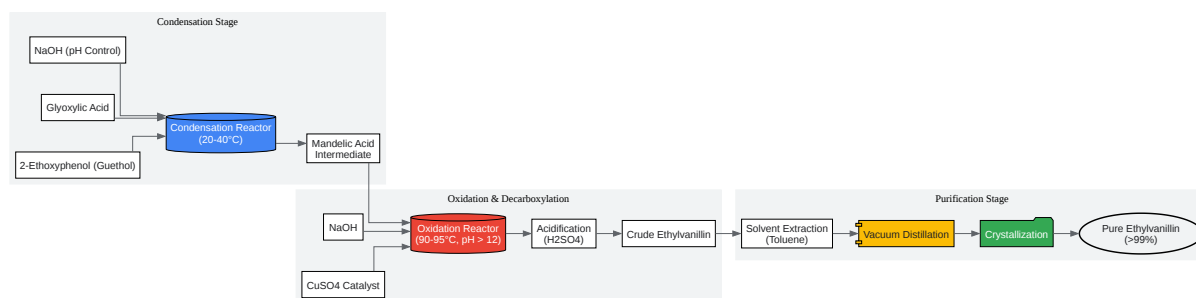 Condensation Stage
NaOH (pH Control)
Glyoxylic Acid
2-Ethoxyphenol (Guethol)
Condensation Reactor
(20-40°C)
Mandelic Acid
Intermediate
Oxidation & Decarboxylation
NaOH
CuSO4 Catalyst
Oxidation Reactor
(90-95°C, pH > 12)
Acidification
(H2SO4)
Crude Ethylvanillin
Purification Stage
Solvent Extraction
(Toluene)
Vacuum Distillation
Crystallization
Pure Ethylvanillin
(>99%)